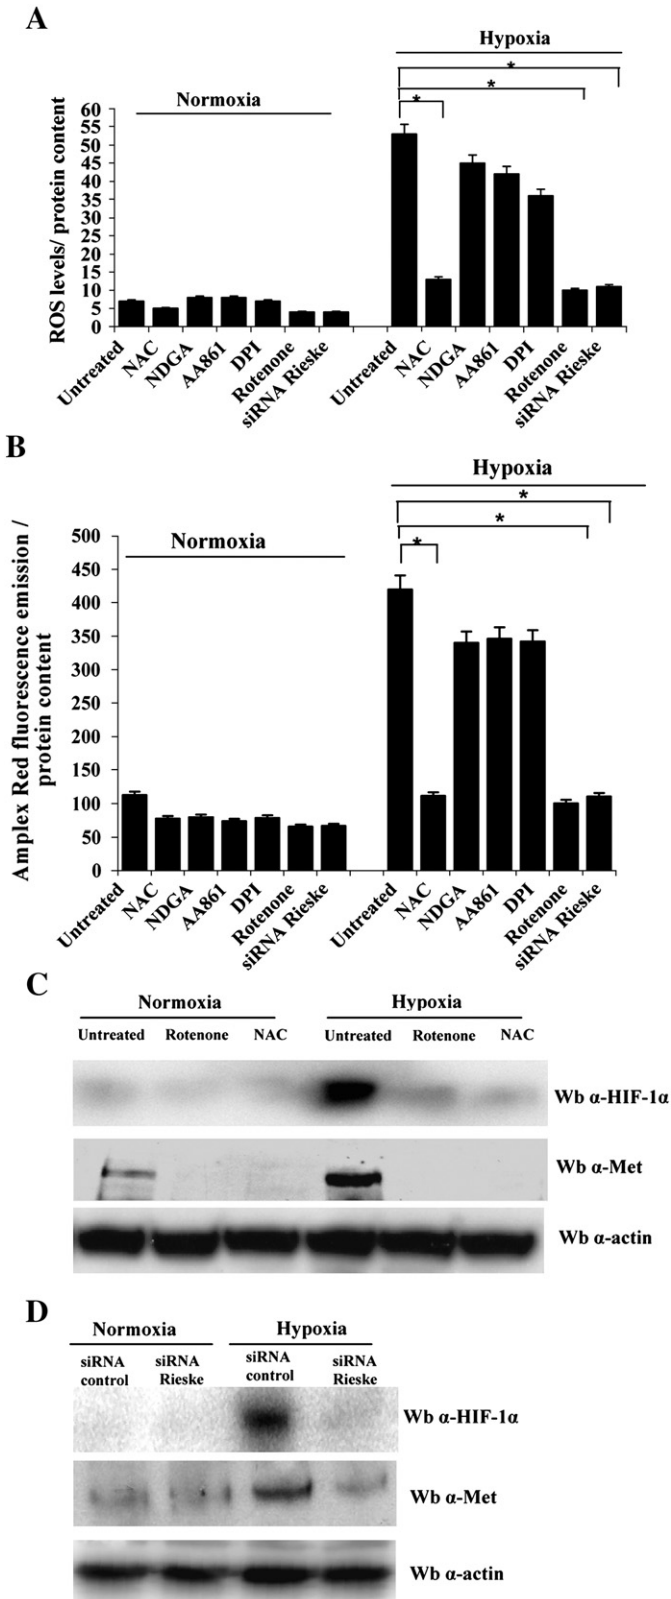 A
Hypoxia
*
*
*
Normoxia
ROS levels/ protein content
60
55
50
45
40
35
30
25
20
15
10
5
0
Untreated
NAC
NDGA
AA861
DPI
Rotenone
siRNA Rieske
Untreated
NAC
NDGA
AA861
DPI
Rotenone
siRNA Rieske
B
Hypoxia
*
*
*
Normoxia
Amplex Red fluorescence emission /
protein content
500
450
400
350
300
250
200
150
100
50
0
Untreated
NAC
NDGA
AA861
DPI
Rotenone
siRNA Rieske
Untreated
NAC
NDGA
AA861
DPI
Rotenone
siRNA Rieske
C
Normoxia Hypoxia
Untreated Rotenone NAC Untreated Rotenone NAC
Wb α-HIF-1α
Wb α-Met
Wb α-actin
D
Normoxia Hypoxia
siRNA siRNA siRNA siRNA
control Rieske control Rieske
Wb α-HIF-1α
Wb α-Met
Wb α-actin